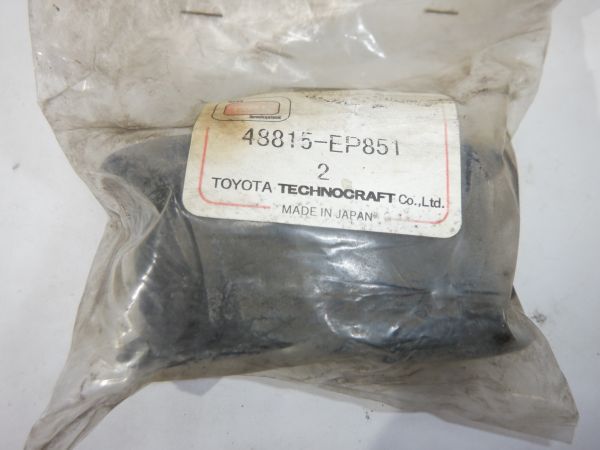 48815-EP851
2
TOYOTA TECHNOCRAFT Co.,Ltd.
MADE IN JAPAN